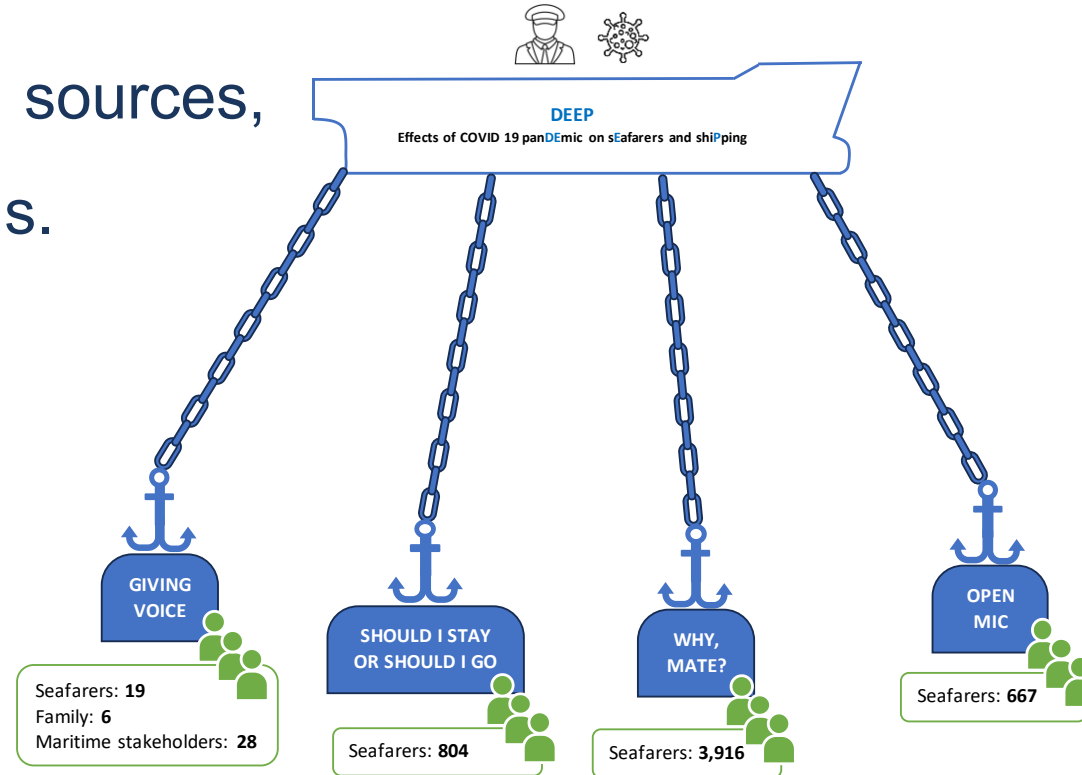 sources,
s.
DEEP
Effects of COVID 19 panDEmic on sEafarers and shiPping
GIVING
VOICE
Seafarers: 19
Family: 6
Maritime stakeholders: 28
SHOULD I STAY
OR SHOULD I GO
Seafarers: 804
WHY,
MATE?
Seafarers: 3,916
OPEN
MIC
Seafarers: 667